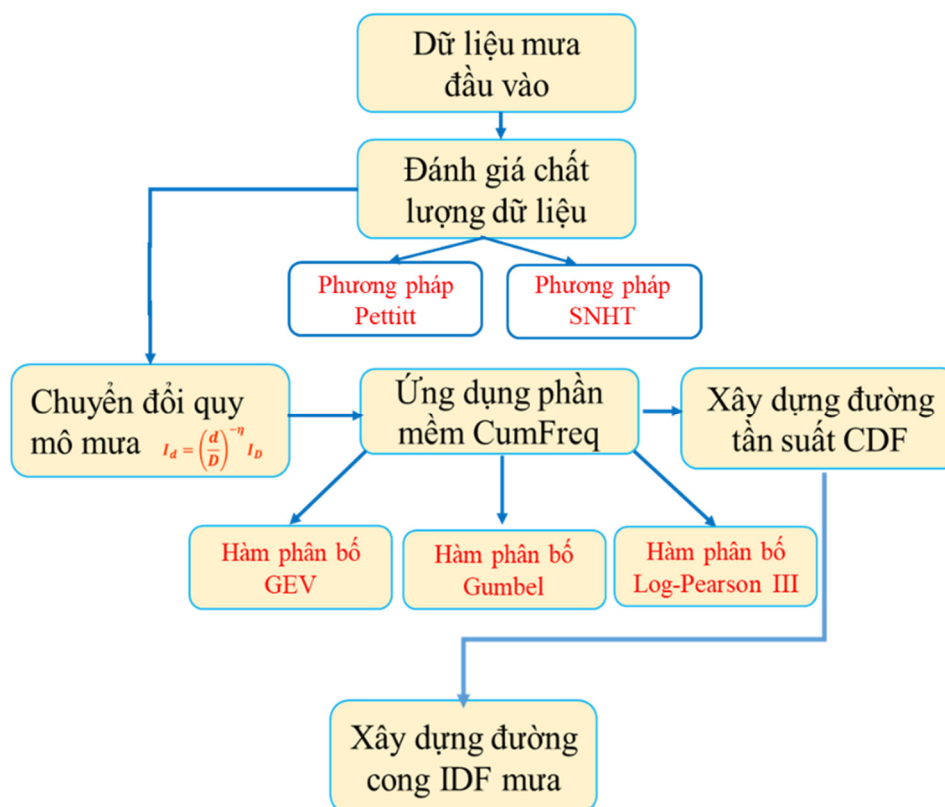 Dữ liệu mưa
đầu vào
Đánh giá chất
lượng dữ liệu
Phương pháp
Pettitt
Phương pháp
SNHT
Chuyển đổi quy
mô mưa I_d = (d/D)^{-η} I_D
Ứng dụng phần
mềm CumFreq
Xây dựng đường
tần suất CDF
Hàm phân bố
GEV
Hàm phân bố
Gumbel
Hàm phân bố
Log-Pearson III
Xây dựng đường
cong IDF mưa